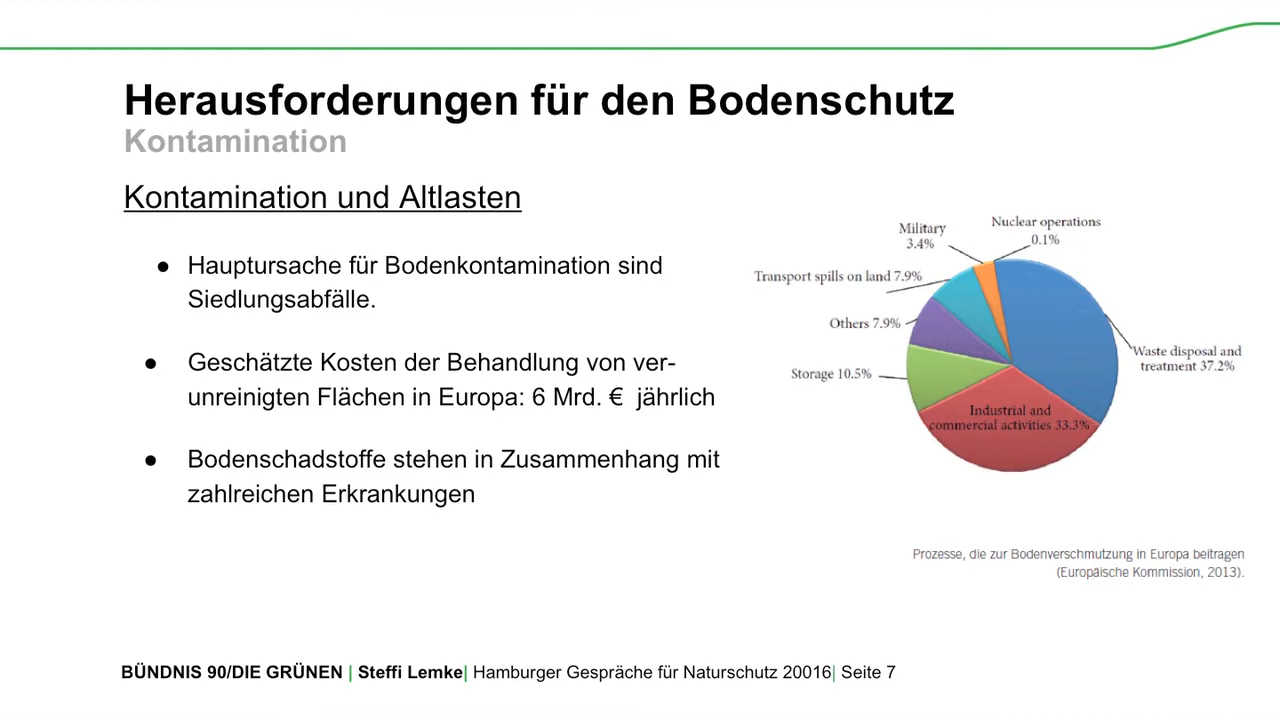 Herausforderungen für den Bodenschutz
Kontamination
Kontamination und Altlasten
● Hauptursache für Bodenkontamination sind
Siedlungsabfälle.
● Geschätzte Kosten der Behandlung von ver-
unreinigten Flächen in Europa: 6 Mrd. € jährlich
● Bodenschadstoffe stehen in Zusammenhang mit
zahlreichen Erkrankungen
Nuclear operations
0.1%
Military
3.4%
Transport spills on land 7.9%
Others 7.9%
Storage 10.5%
Waste disposal and
treatment 37.2%
Industrial and
commercial activities 33.3%
Prozesse, die zur Bodenverschmutzung in Europa beitragen
(Europäische Kommission, 2013).
BÜNDNIS 90/DIE GRÜNEN | Steffi Lemke| Hamburger Gespräche für Naturschutz 20016| Seite 7